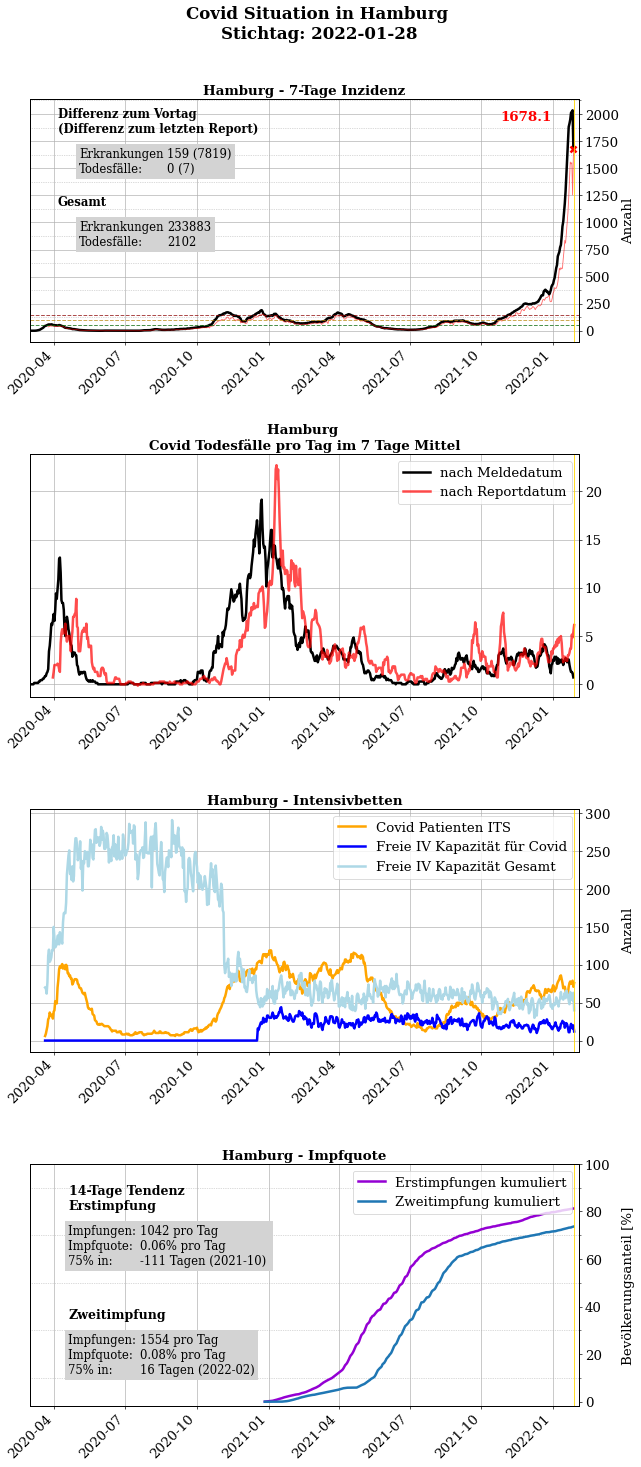 Covid Situation in Hamburg
Stichtag: 2022-01-28
Hamburg - 7-Tage Inzidenz
Differenz zum Vortag
(Differenz zum letzten Report)
Erkrankungen 159 (7819)
Todesfälle: 0 (7)
Gesamt
Erkrankungen 233883
Todesfälle: 2102
1678.1
2000
1750
1500
1250
1000
750
500
250
0
Anzahl
2020-04
2020-07
2020-10
2021-01
2021-04
2021-07
2021-10
2022-01
Hamburg
Covid Todesfälle pro Tag im 7 Tage Mittel
nach Meldedatum
nach Reportdatum
20
15
10
5
0
2020-04
2020-07
2020-10
2021-01
2021-04
2021-07
2021-10
2022-01
Hamburg - Intensivbetten
Covid Patienten ITS
Freie IV Kapazität für Covid
Freie IV Kapazität Gesamt
300
250
200
150
100
50
0
Anzahl
2020-04
2020-07
2020-10
2021-01
2021-04
2021-07
2021-10
2022-01
Hamburg - Impfquote
14-Tage Tendenz
Erstimpfung
Impfungen: 1042 pro Tag
Impfquote: 0.06% pro Tag
75% in: -111 Tagen (2021-10)
Zweitimpfung
Impfungen: 1554 pro Tag
Impfquote: 0.08% pro Tag
75% in: 16 Tagen (2022-02)
Erstimpfungen kumuliert
Zweitimpfung kumuliert
100
80
60
40
20
0
Bevölkerungsanteil [%]
2020-04
2020-07
2020-10
2021-01
2021-04
2021-07
2021-10
2022-01